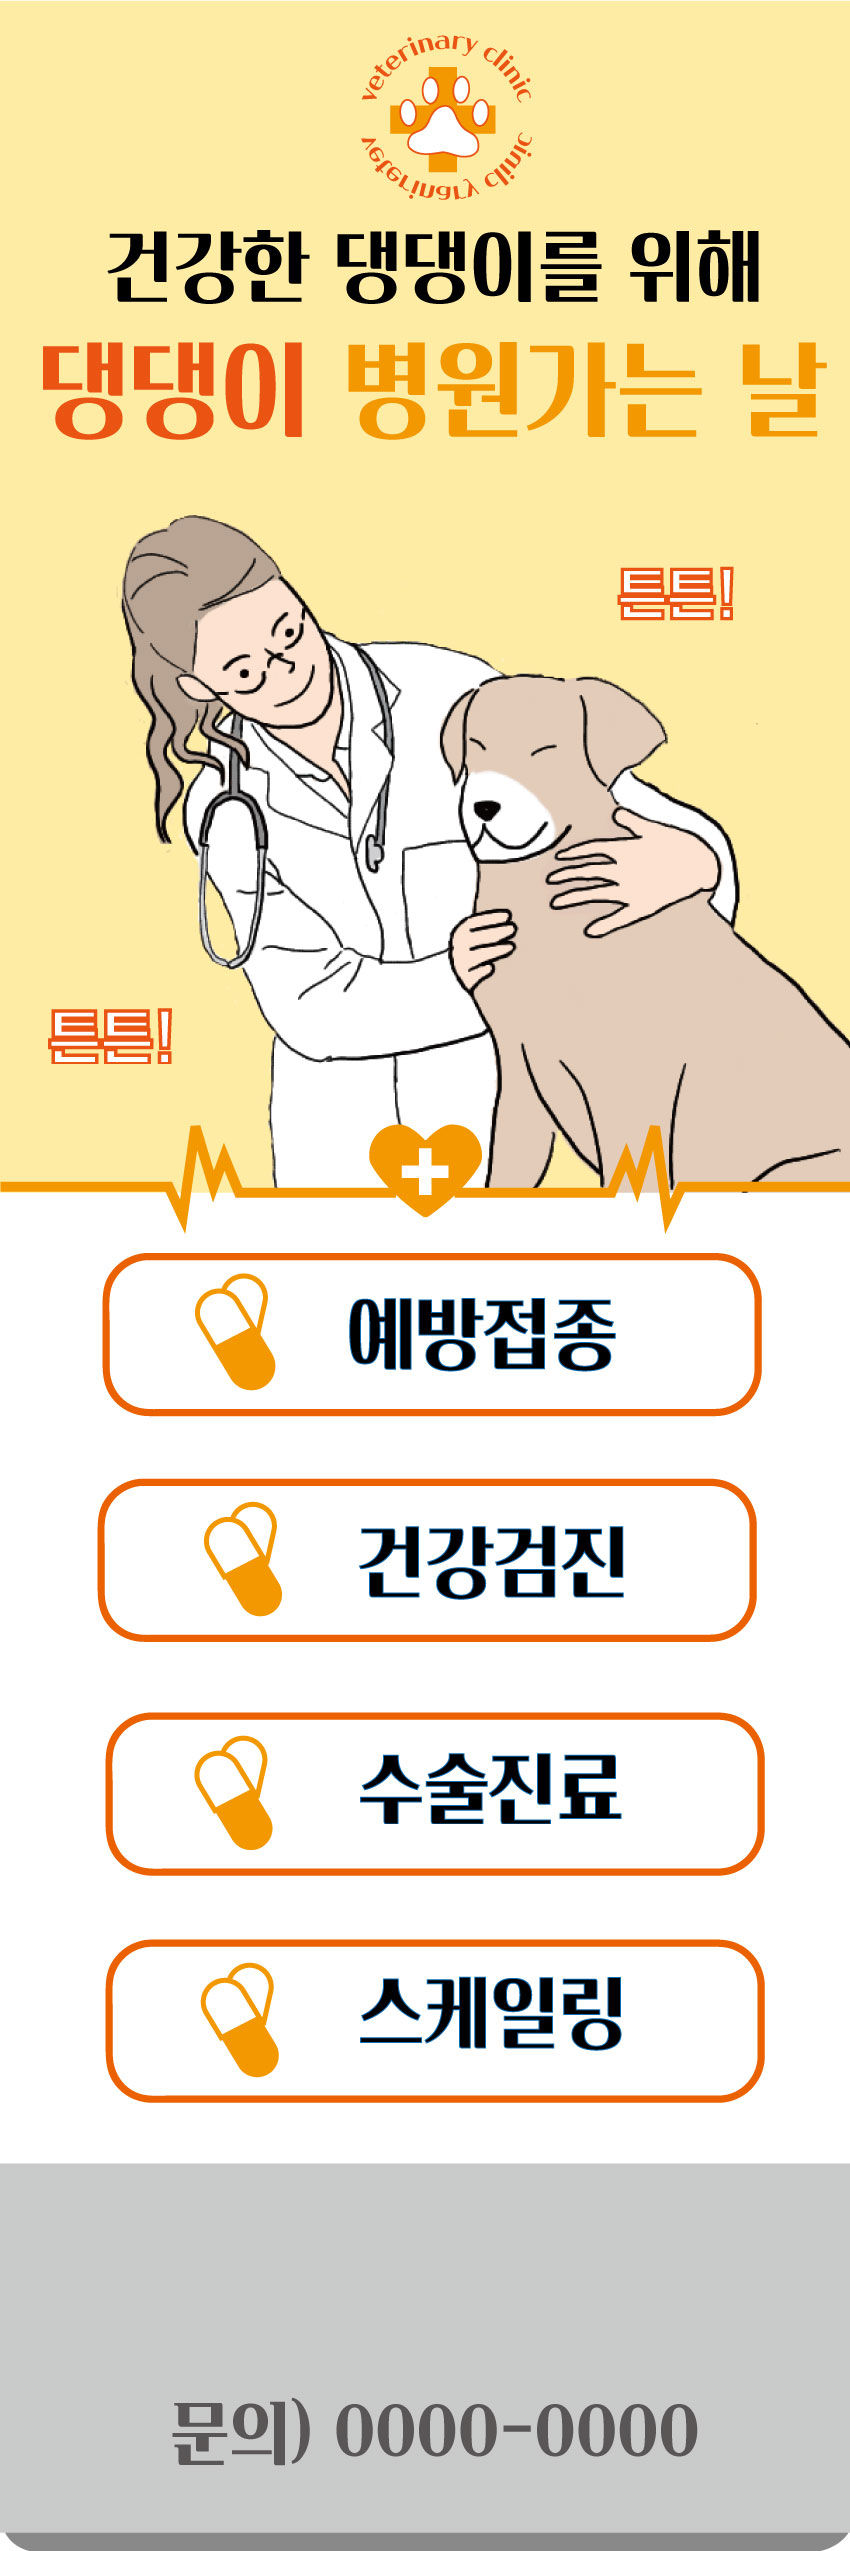 veterinary clinic
veterinary clinic
건강한 댕댕이를 위해
댕댕이 병원가는 날
튼튼!
튼튼!
예방접종
건강검진
수술진료
스케일링
문의) 0000-0000